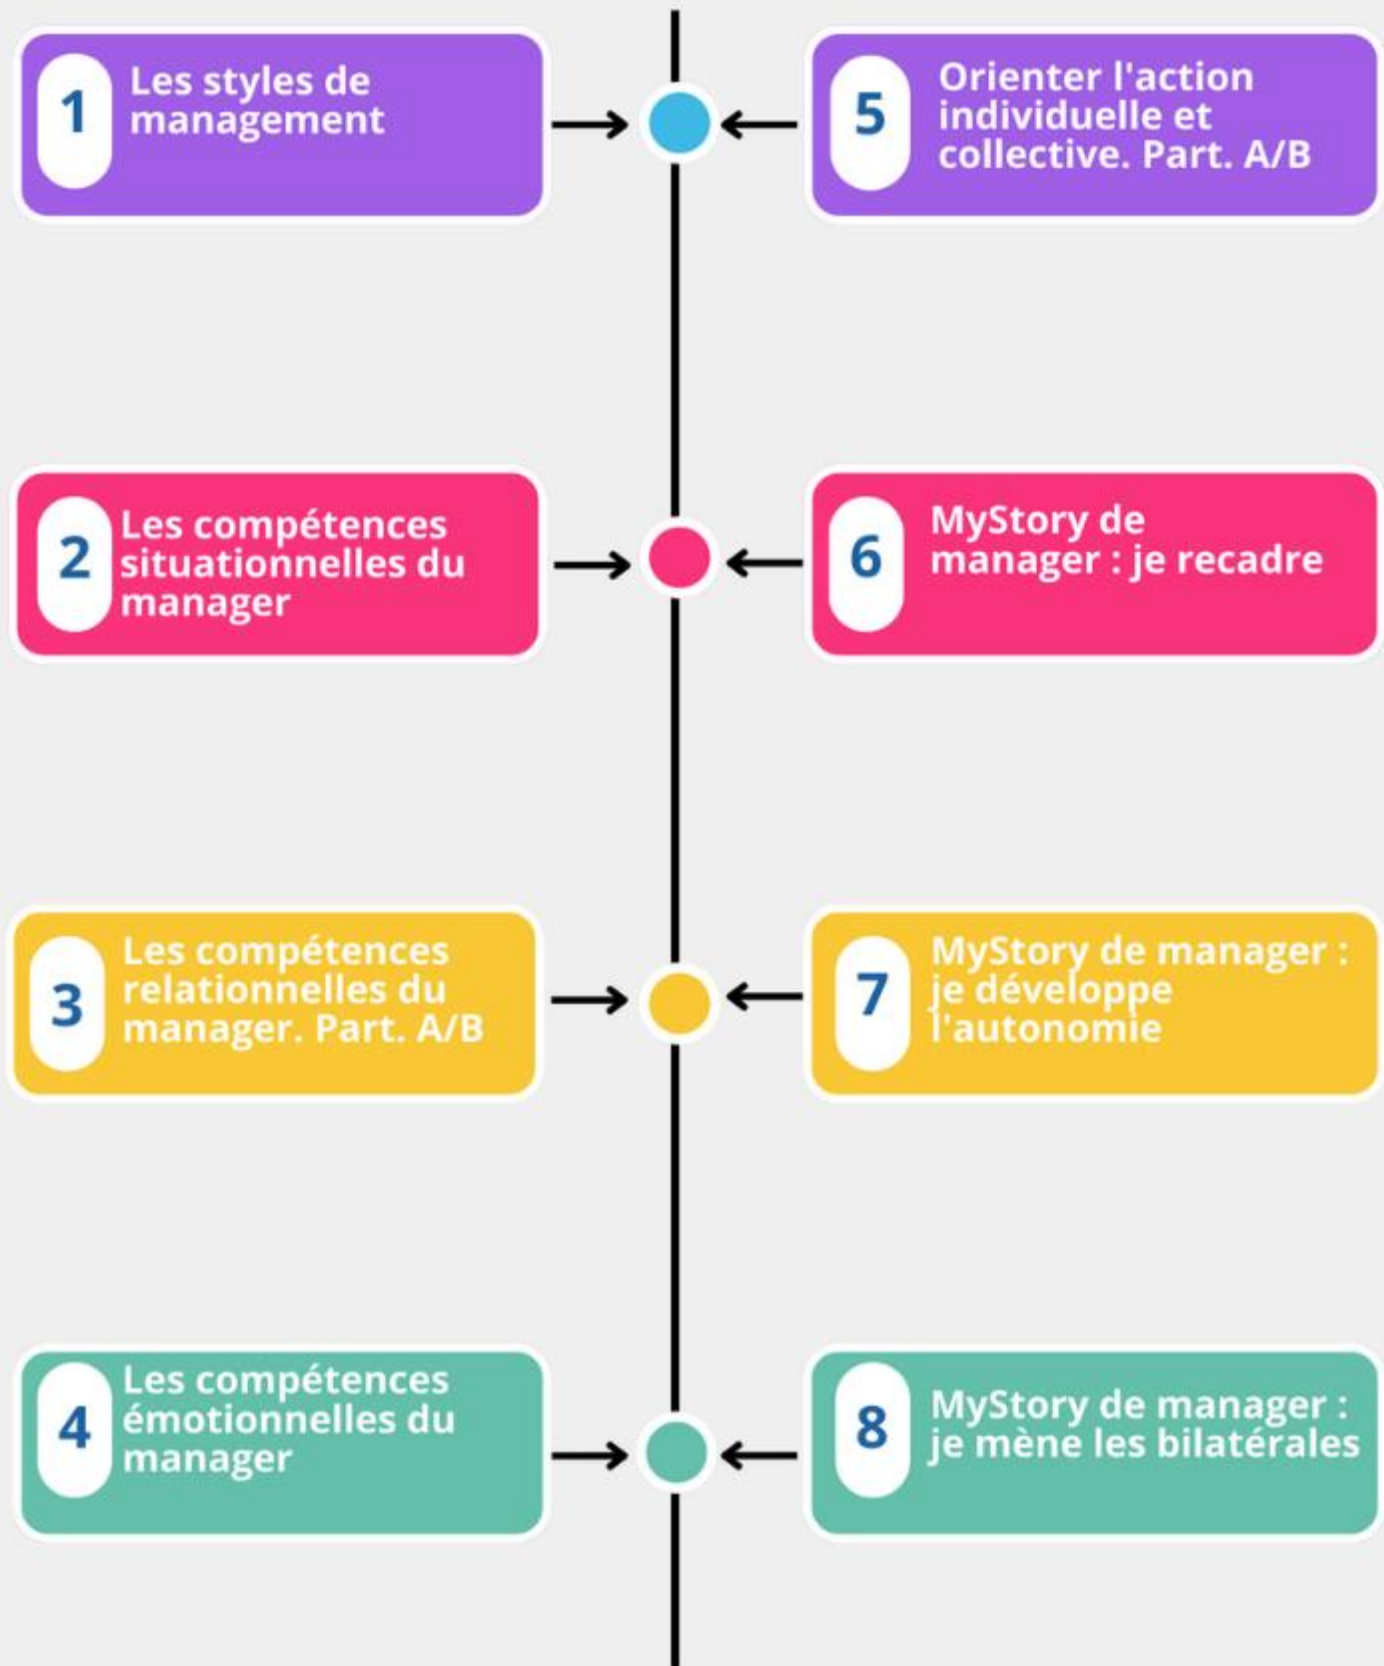 1
Les styles de
management
2
Les compétences
situationnelles du
manager
3
Les compétences
relationnelles du
manager. Part. A/B
4
Les compétences
émotionnelles du
manager
5
Orienter l'action
individuelle et
collective. Part. A/B
6
MyStory de
manager : je recadre
7
MyStory de manager :
je développe
l'autonomie
8
MyStory de manager :
je mène les bilatérales